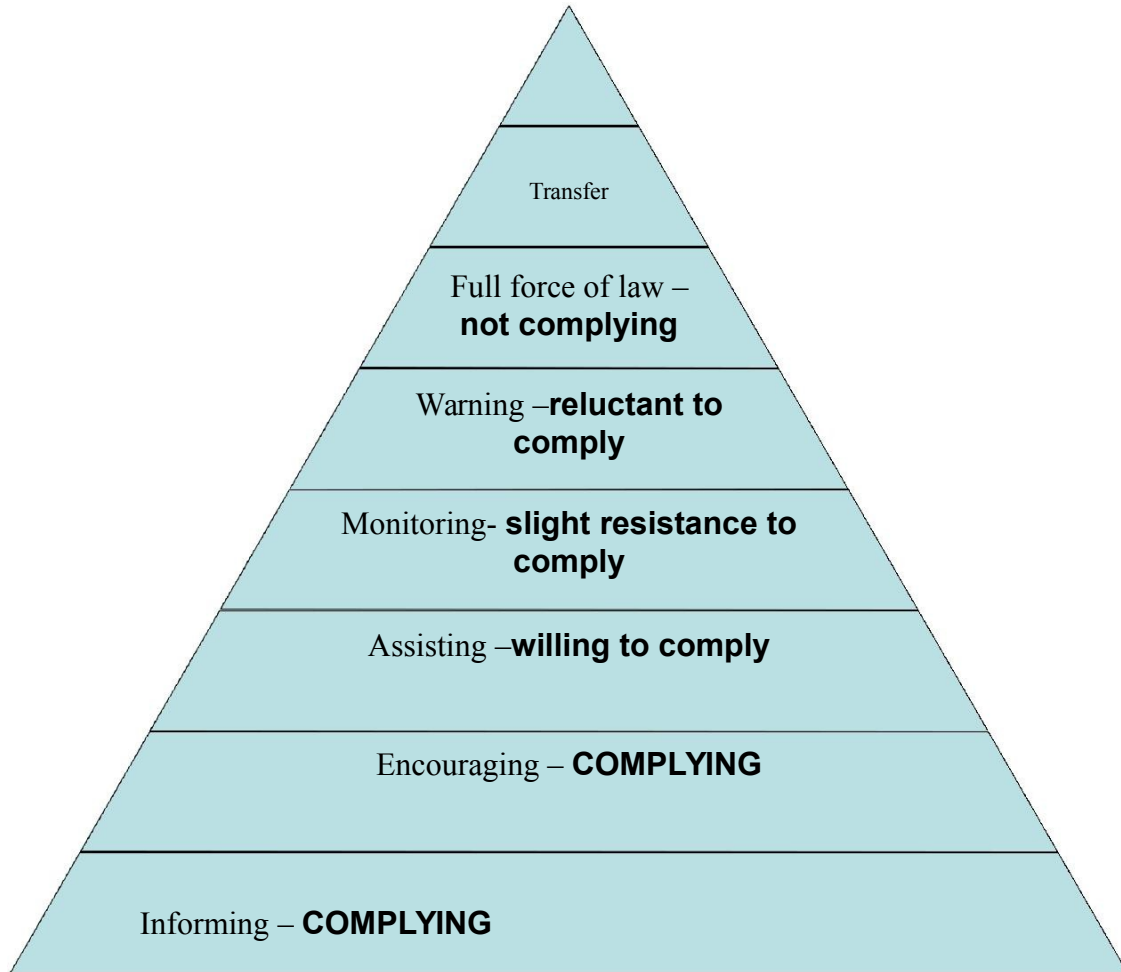 Transfer
Full force of law –
not complying
Warning –reluctant to
comply
Monitoring- slight resistance to
comply
Assisting –willing to comply
Encouraging – COMPLYING
Informing – COMPLYING